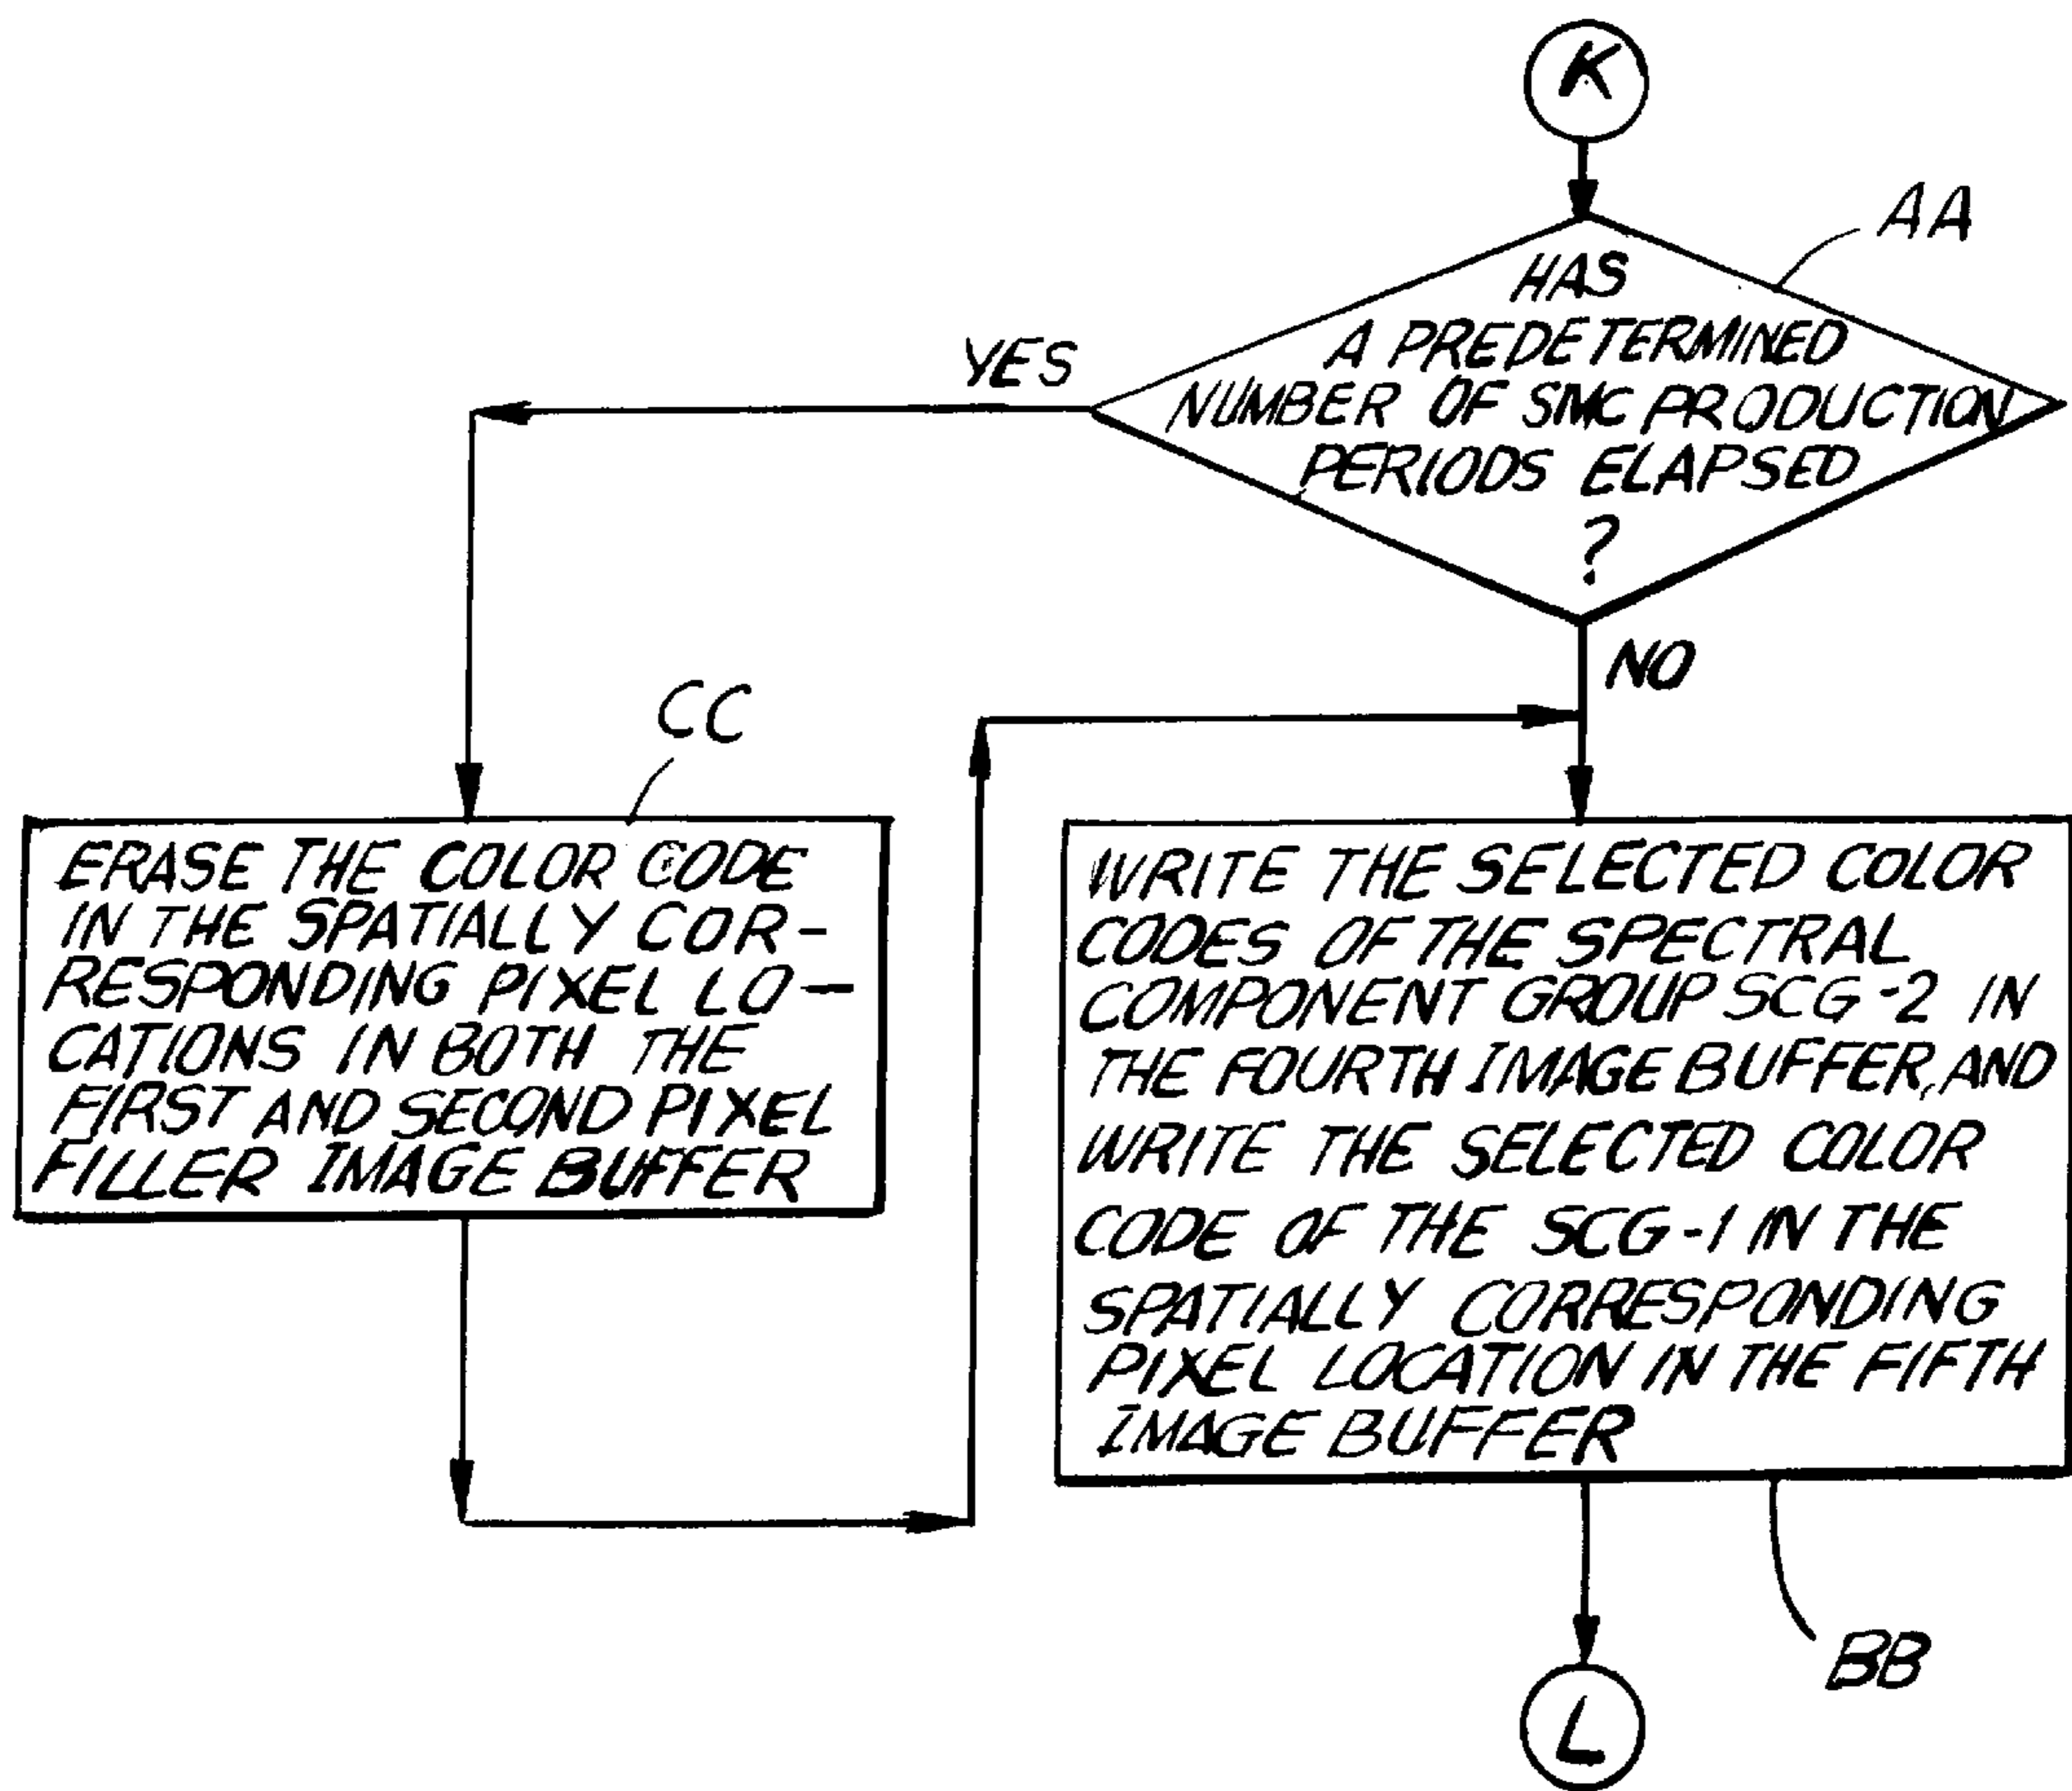 K
AA
HAS
A PREDETERMINED
NUMBER OF SMC PRODUCTION
PERIODS ELAPSED
?
YES
NO
CC
ERASE THE COLOR CODE
IN THE SPATIALLY COR-
RESPONDING PIXEL LO-
CATIONS IN BOTH THE
FIRST AND SECOND PIXEL
FILLER IMAGE BUFFER
WRITE THE SELECTED COLOR
CODES OF THE SPECTRAL
COMPONENT GROUP SCG-2 IN
THE FOURTH IMAGE BUFFER, AND
WRITE THE SELECTED COLOR
CODE OF THE SCG-1 IN THE
SPATIALLY CORRESPONDING
PIXEL LOCATION IN THE FIFTH
IMAGE BUFFER
BB
L